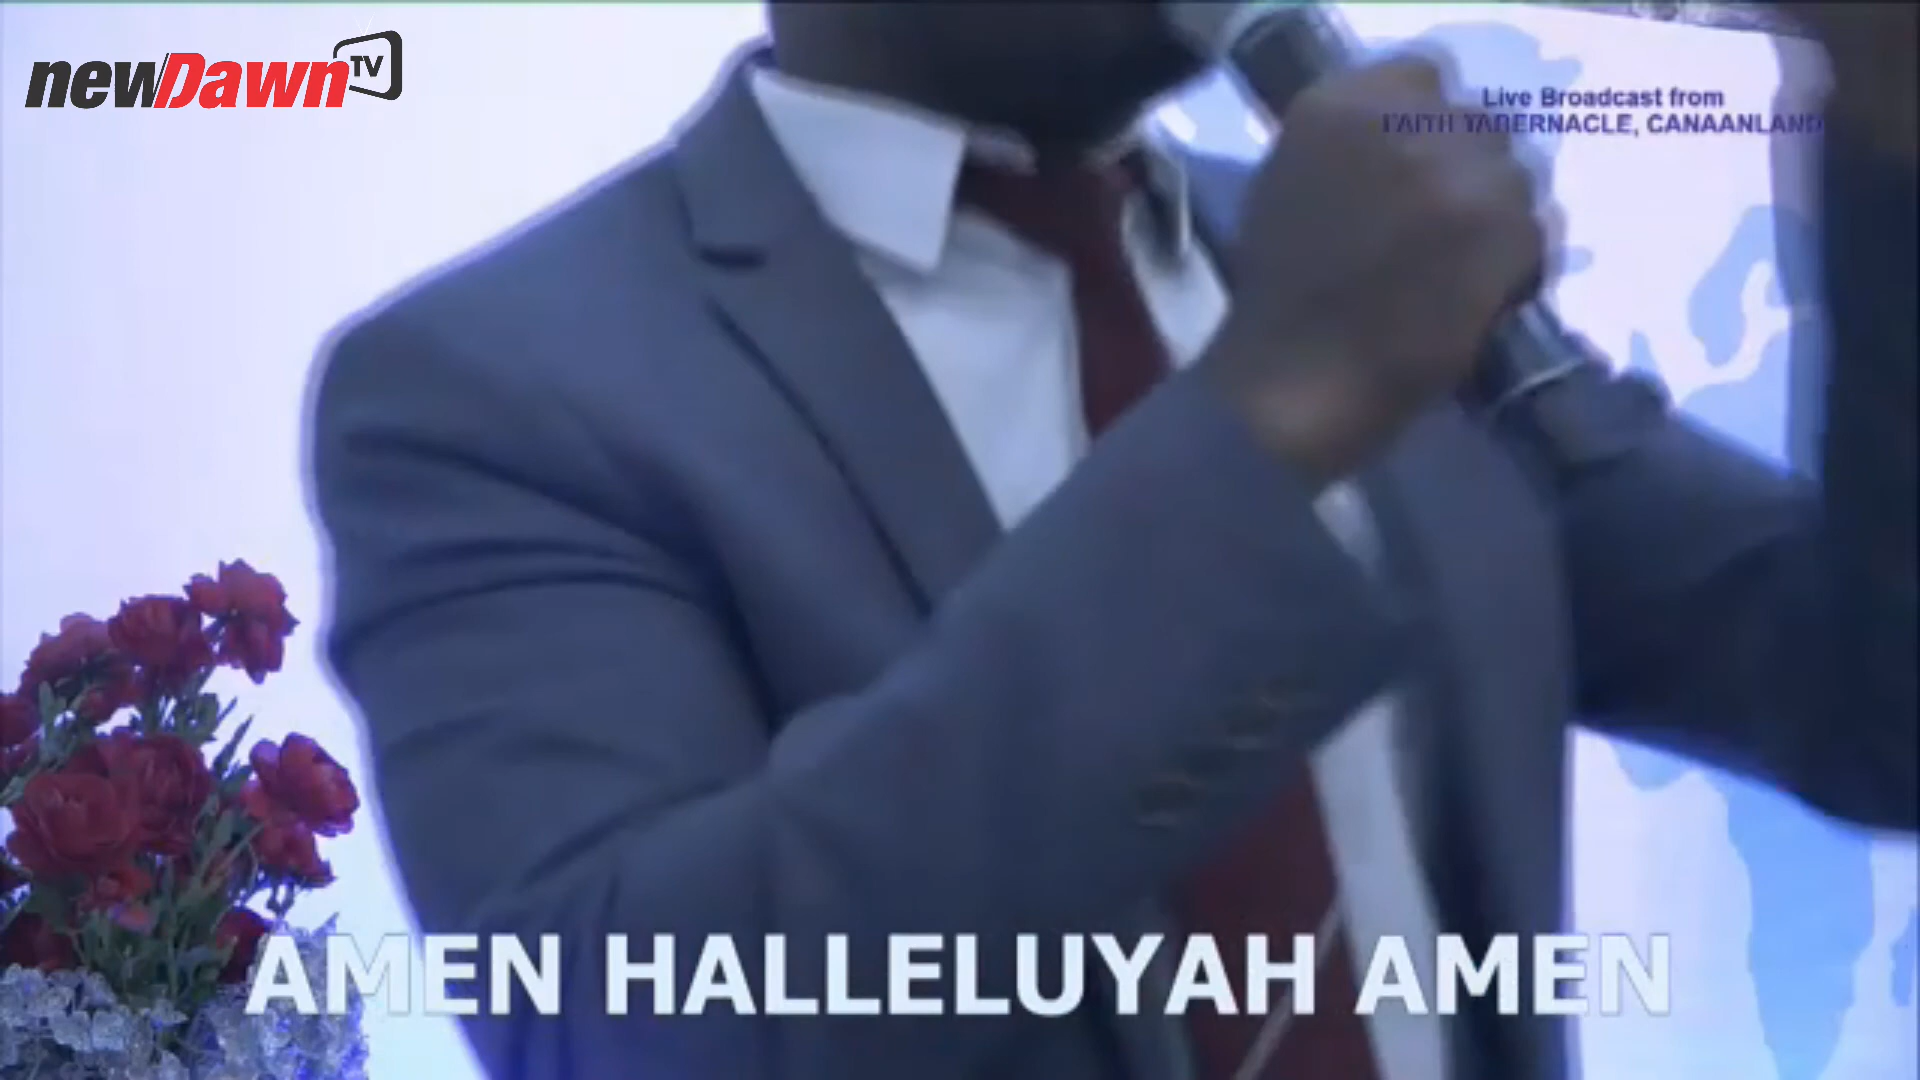 newDawn TV
Live Broadcast from
FAITH TABERNACLE, CANAANLAND
AMEN HALLELUYAH AMEN